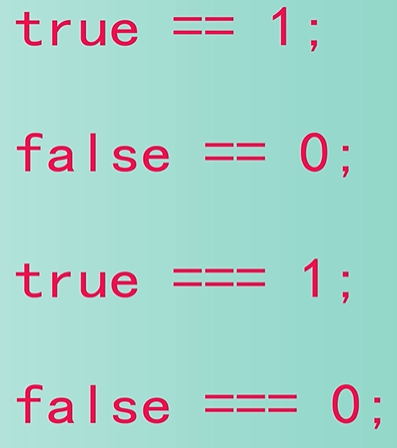 true == 1;
false == 0;
true === 1;
false === 0;